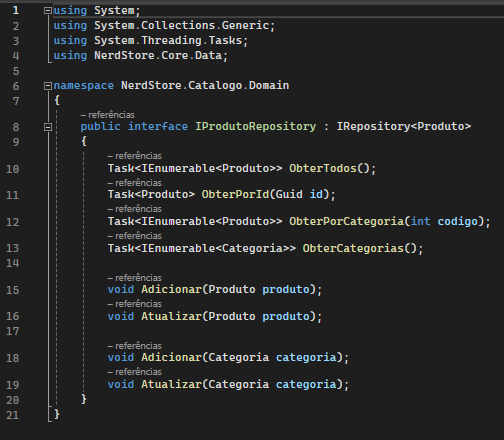 1 using System;
2 using System.Collections.Generic;
3 using System.Threading.Tasks;
4 using NerdStore.Core.Data;
5
6 namespace NerdStore.Catalogo.Domain
7 {
– referências
8 public interface IProdutoRepository : IRepository<Produto>
9 {
– referências
10 Task<IEnumerable<Produto>> ObterTodos();
– referências
11 Task<Produto> ObterPorId(Guid id);
– referências
12 Task<IEnumerable<Produto>> ObterPorCategoria(int codigo);
– referências
13 Task<IEnumerable<Categoria>> ObterCategorias();
14
– referências
15 void Adicionar(Produto produto);
– referências
16 void Atualizar(Produto produto);
17
– referências
18 void Adicionar(Categoria categoria);
– referências
19 void Atualizar(Categoria categoria);
20 }
21 }